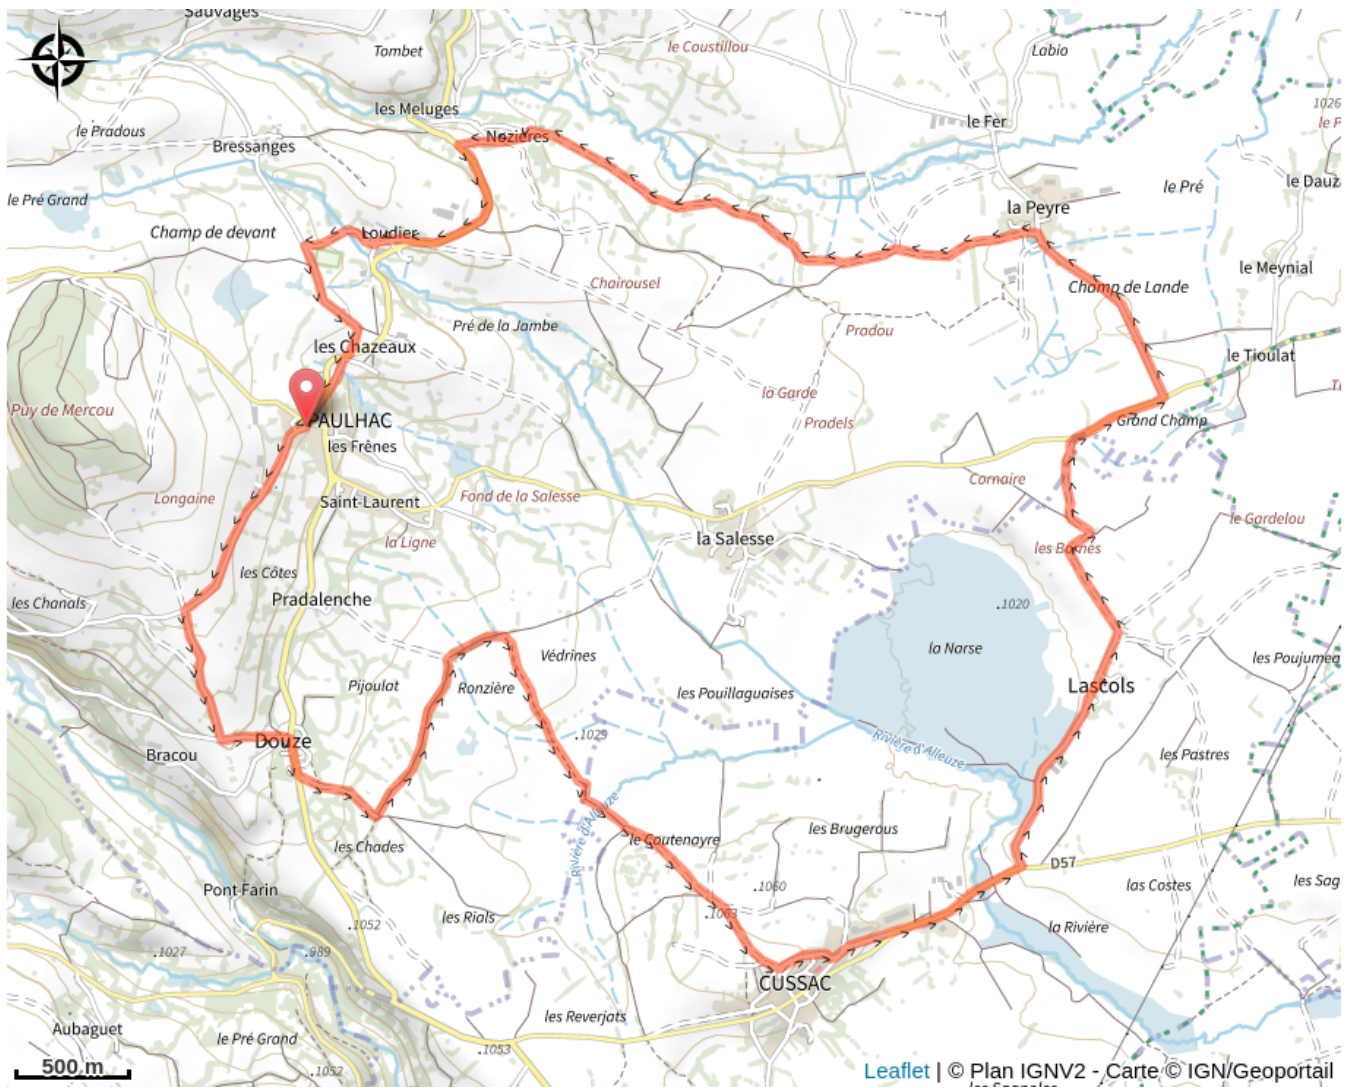 Sauvages
Tombet
le Coustillou
Labio
les Meluges
le Pradous
Nozières
le Fer
1026
Bressanges
le Pré Grand
la Peyre
le Pré
le Dauz
Champ de devant
Loudier
Chairousel
Champ de Lande
le Meynial
les Chazeaux
Pré de la Jambe
Pradou
le Tioulat
Puy de Mercou
PAULHAC
les Frênes
la Garde
Pradels
Grand Champ
Longaine
Saint-Laurent
Fond de la Salesse
Cornaire
la Ligne
la Salesse
les Barnes
le Gardelou
les Côtes
les Chanals
Pradalenche
.1020
Védrines
la Narse
les Poujumea
Pijoulat
Ronzière
les Pouillaguaises
Lascols
Bracou
Douze
.1029
Rivière d'Alleuze
les Pastres
Rivière d'Alleuze
les Chades
le Coutenayre
les Brugerous
D57
Pont-Farin
.1060
las Costes
les Sag
.1052
les Rials
.1063
la Rivière
.1027
.989
CUSSAC
Aubaguet
le Pré Grand
les Reverjats
.1053
.1052
500 m
Leaflet | © Plan IGNV2 - Carte © IGN/Geoportail